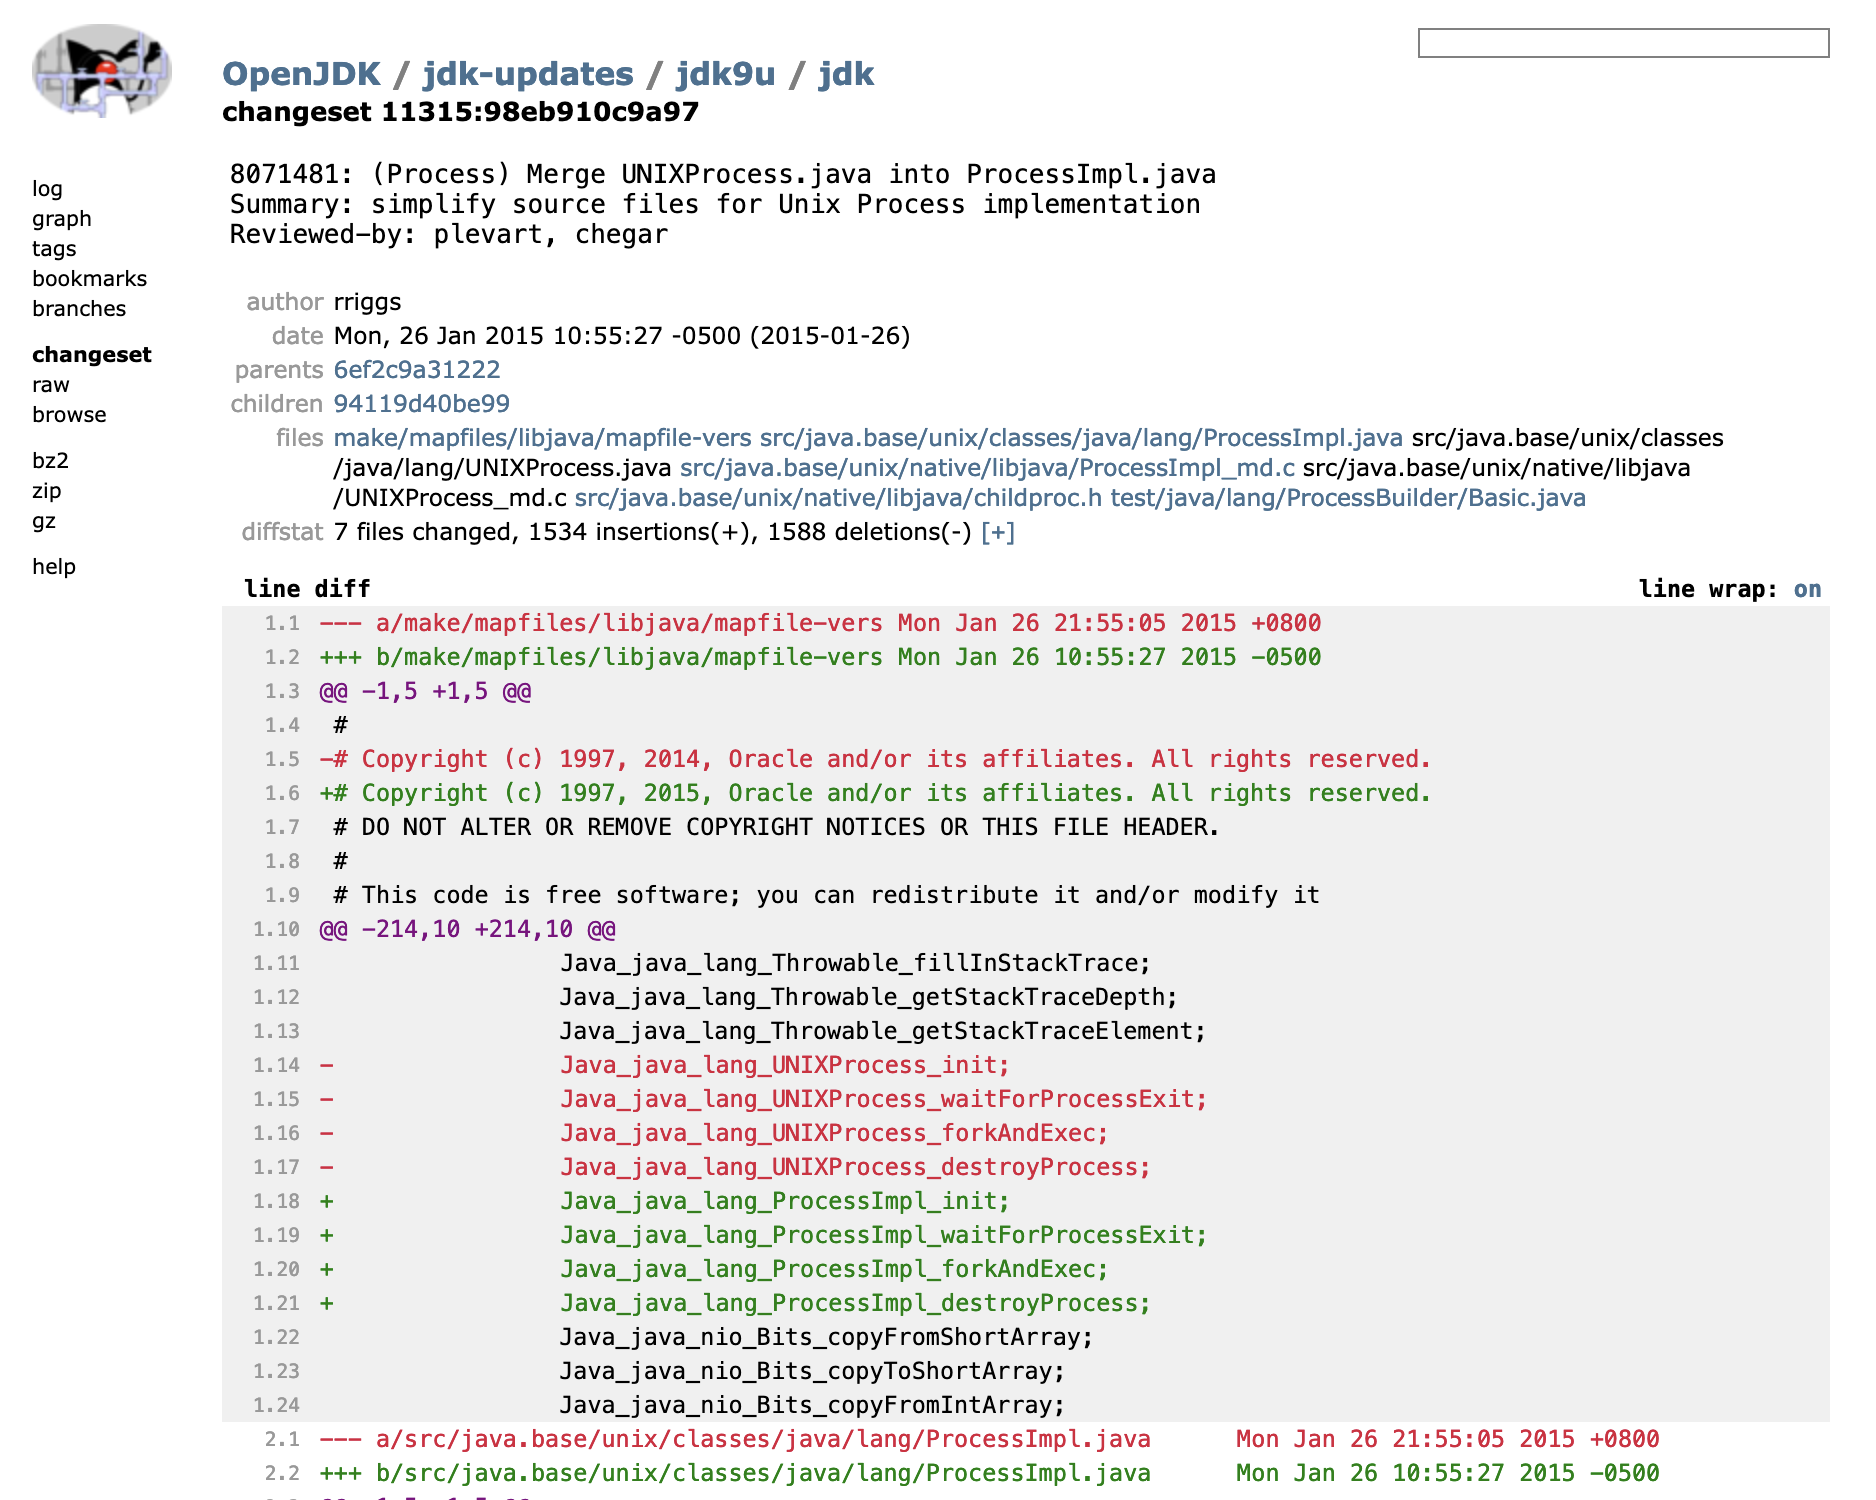 OpenJDK / jdk-updates / jdk9u / jdk
changeset 11315:98eb910c9a97
log
graph
tags
bookmarks
branches
changeset
raw
browse
bz2
zip
gz
help
8071481: (Process) Merge UNIXProcess.java into ProcessImpl.java
Summary: simplify source files for Unix Process implementation
Reviewed-by: plevart, chegar
author rriggs
date Mon, 26 Jan 2015 10:55:27 -0500 (2015-01-26)
parents 6ef2c9a31222
children 94119d40be99
files make/mapfiles/libjava/mapfile-vers src/java.base/unix/classes/java/lang/ProcessImpl.java src/java.base/unix/classes
/java/lang/UNIXProcess.java src/java.base/unix/native/libjava/ProcessImpl_md.c src/java.base/unix/native/libjava
/UNIXProcess_md.c src/java.base/unix/native/libjava/childproc.h test/java/lang/ProcessBuilder/Basic.java
diffstat 7 files changed, 1534 insertions(+), 1588 deletions(-) [+]
line diff line wrap: on
1.1 --- a/make/mapfiles/libjava/mapfile-vers Mon Jan 26 21:55:05 2015 +0800
1.2 +++ b/make/mapfiles/libjava/mapfile-vers Mon Jan 26 10:55:27 2015 -0500
1.3 @@ -1,5 +1,5 @@
1.4 #
1.5 -# Copyright (c) 1997, 2014, Oracle and/or its affiliates. All rights reserved.
1.6 +# Copyright (c) 1997, 2015, Oracle and/or its affiliates. All rights reserved.
1.7 # DO NOT ALTER OR REMOVE COPYRIGHT NOTICES OR THIS FILE HEADER.
1.8 #
1.9 # This code is free software; you can redistribute it and/or modify it
1.10 @@ -214,10 +214,10 @@
1.11 Java_java_lang_Throwable_fillInStackTrace;
1.12 Java_java_lang_Throwable_getStackTraceDepth;
1.13 Java_java_lang_Throwable_getStackTraceElement;
1.14 - Java_java_lang_UNIXProcess_init;
1.15 - Java_java_lang_UNIXProcess_waitForProcessExit;
1.16 - Java_java_lang_UNIXProcess_forkAndExec;
1.17 - Java_java_lang_UNIXProcess_destroyProcess;
1.18 + Java_java_lang_ProcessImpl_init;
1.19 + Java_java_lang_ProcessImpl_waitForProcessExit;
1.20 + Java_java_lang_ProcessImpl_forkAndExec;
1.21 + Java_java_lang_ProcessImpl_destroyProcess;
1.22 Java_java_nio_Bits_copyFromShortArray;
1.23 Java_java_nio_Bits_copyToShortArray;
1.24 Java_java_nio_Bits_copyFromIntArray;
2.1 --- a/src/java.base/unix/classes/java/lang/ProcessImpl.java Mon Jan 26 21:55:05 2015 +0800
2.2 +++ b/src/java.base/unix/classes/java/lang/ProcessImpl.java Mon Jan 26 10:55:27 2015 -0500